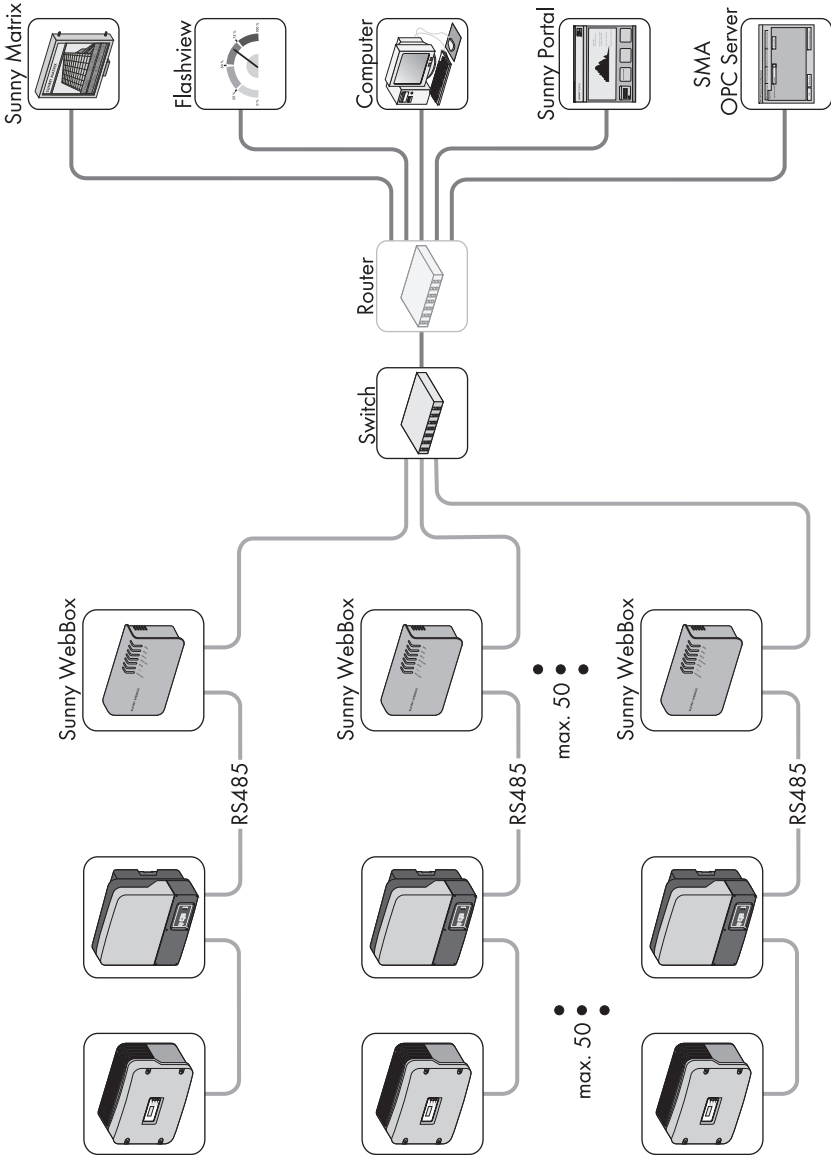 Sunny Matrix
Flashview
Computer
Sunny Portal
SMA
OPC Server
Router
Switch
Sunny WebBox
Sunny WebBox
Sunny WebBox
max. 50
RS485
RS485
RS485
max. 50